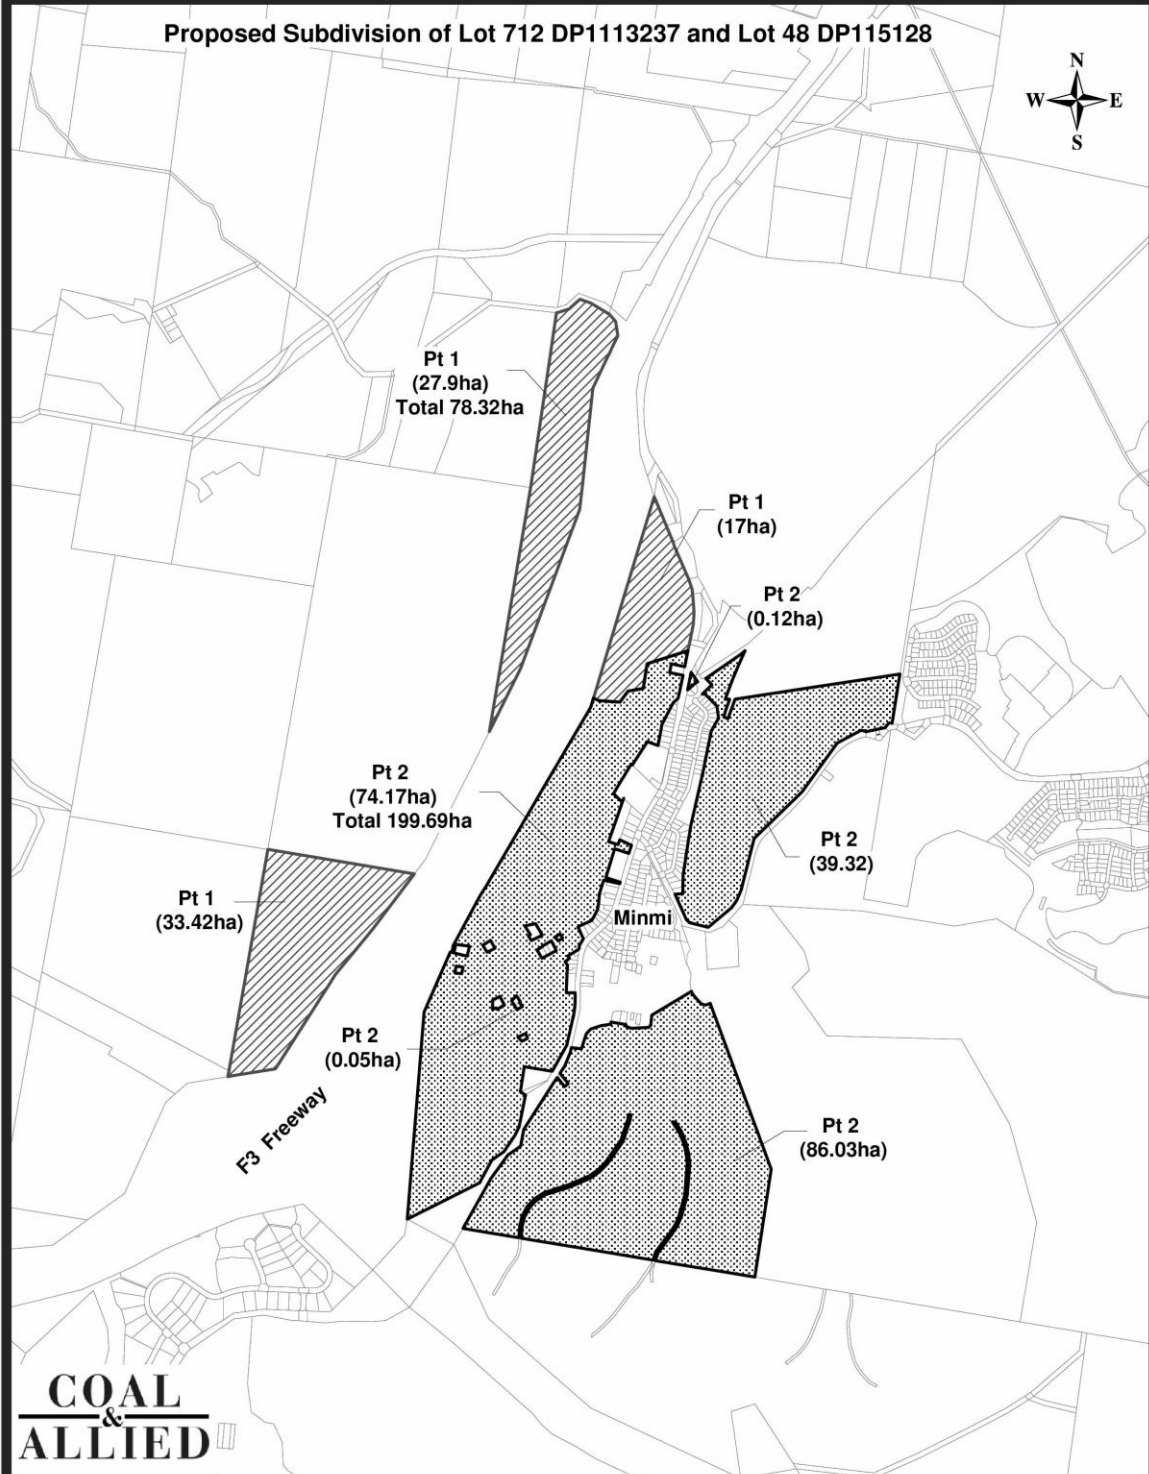 Proposed Subdivision of Lot 712 DP1113237 and Lot 48 DP115128
N
W E
S
Pt 1
(27.9ha)
Total 78.32ha
Pt 1
(17ha)
Pt 2
(0.12ha)
Pt 2
(74.17ha)
Total 199.69ha
Pt 2
(39.32)
Pt 1
(33.42ha)
Minmi
Pt 2
(0.05ha)
F3 Freeway
Pt 2
(86.03ha)
COAL
&
ALLIED